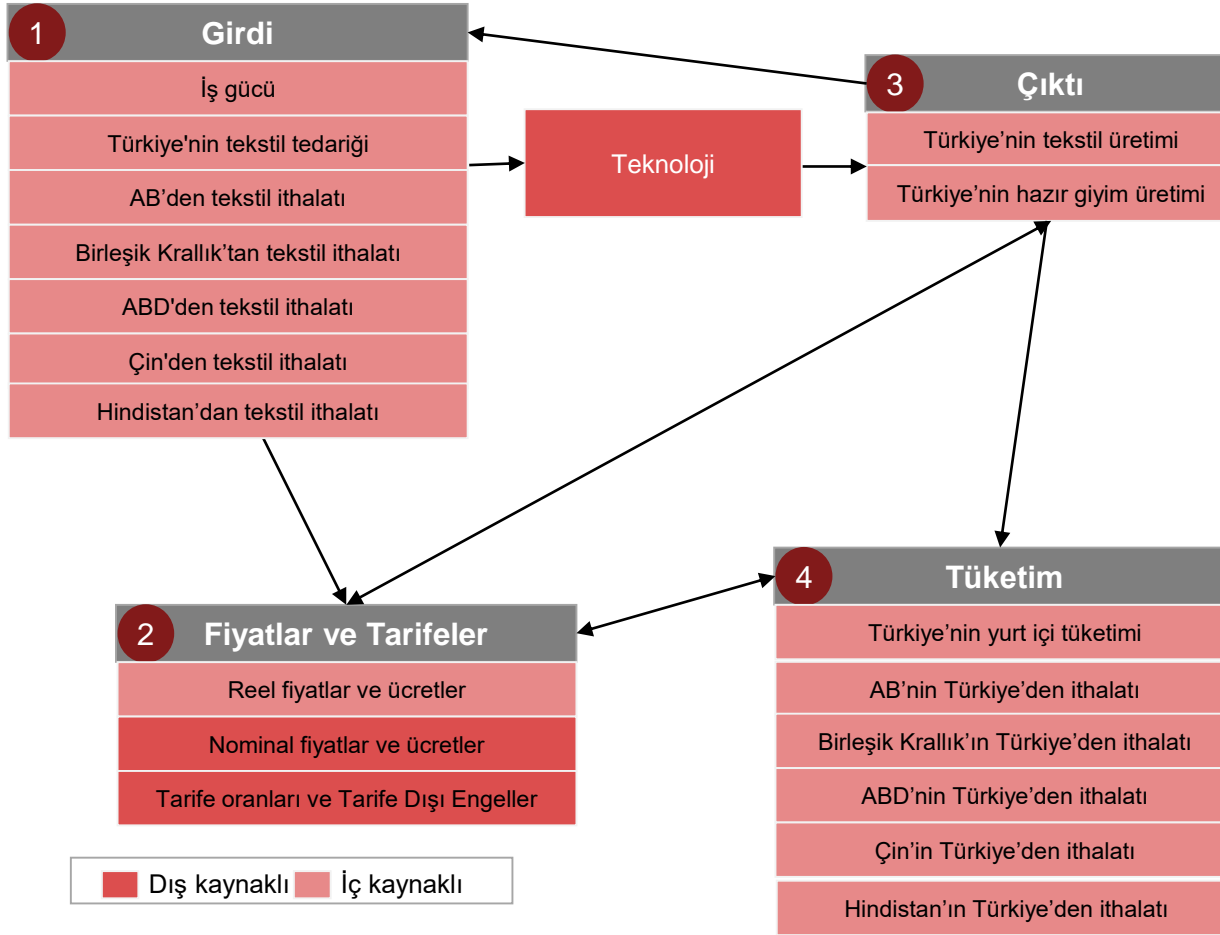 1
Girdi
İş gücü
Türkiye'nin tekstil tedariği
AB’den tekstil ithalatı
Birleşik Krallık’tan tekstil ithalatı
ABD'den tekstil ithalatı
Çin'den tekstil ithalatı
Hindistan’dan tekstil ithalatı
Teknoloji
3
Çıktı
Türkiye’nin tekstil üretimi
Türkiye’nin hazır giyim üretimi
2
Fiyatlar ve Tarifeler
Reel fiyatlar ve ücretler
Nominal fiyatlar ve ücretler
Tarife oranları ve Tarife Dışı Engeller
4
Tüketim
Türkiye’nin yurt içi tüketimi
AB’nin Türkiye’den ithalatı
Birleşik Krallık’ın Türkiye’den ithalatı
ABD’nin Türkiye’den ithalatı
Çin’in Türkiye’den ithalatı
Hindistan’ın Türkiye’den ithalatı
Dış kaynaklı
İç kaynaklı